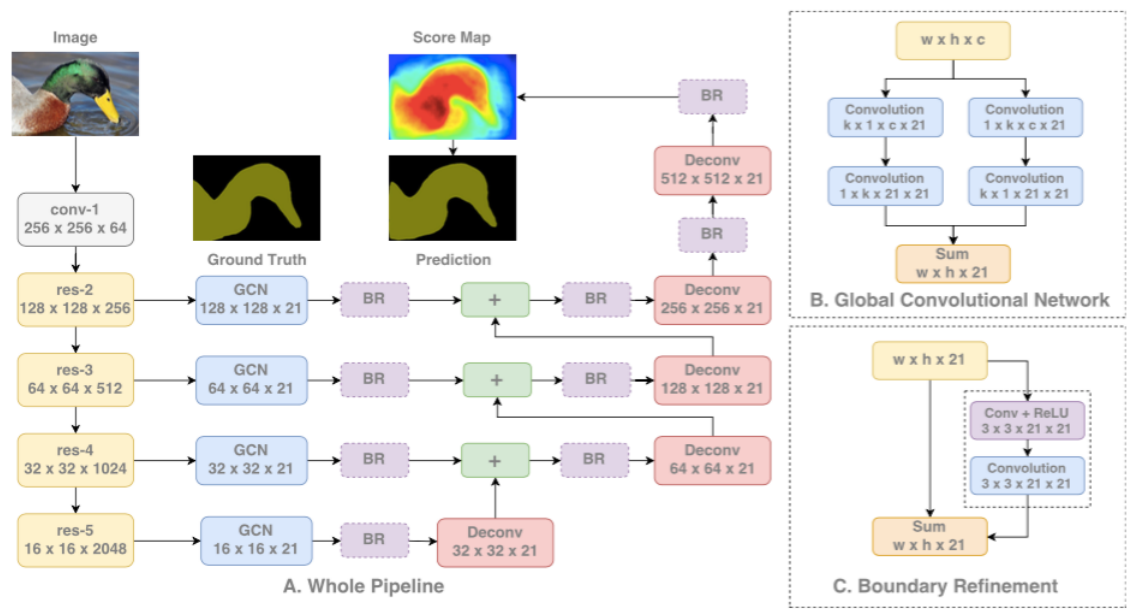 Image
Score Map
BR
Deconv
512 x 512 x 21
conv-1
256 x 256 x 64
BR
Ground Truth
Prediction
res-2
128 x 128 x 256
GCN
128 x 128 x 21
BR
+
BR
Deconv
256 x 256 x 21
res-3
64 x 64 x 512
GCN
64 x 64 x 21
BR
+
BR
Deconv
128 x 128 x 21
res-4
32 x 32 x 1024
GCN
32 x 32 x 21
BR
+
BR
Deconv
64 x 64 x 21
res-5
16 x 16 x 2048
GCN
16 x 16 x 21
BR
Deconv
32 x 32 x 21
A. Whole Pipeline
w x h x c
Convolution
k x 1 x c x 21
Convolution
1 x k x c x 21
Convolution
1 x k x 21 x 21
Convolution
k x 1 x 21 x 21
Sum
w x h x 21
B. Global Convolutional Network
w x h x 21
Conv + ReLU
3 x 3 x 21 x 21
Convolution
3 x 3 x 21 x 21
Sum
w x h x 21
C. Boundary Refinement